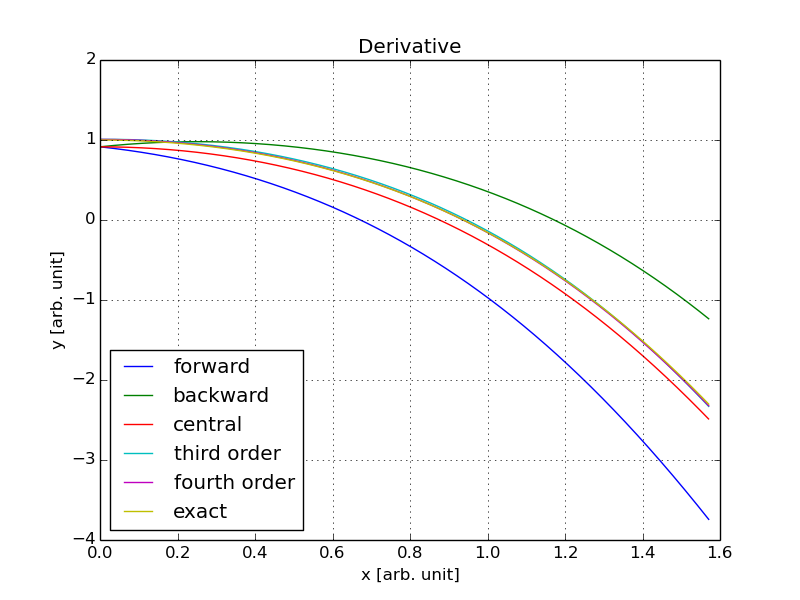 Derivative
y [arb. unit]
2
1
0
−1
−2
−3
−4
forward
backward
central
third order
fourth order
exact
0.0 0.2 0.4 0.6 0.8 1.0 1.2 1.4 1.6
x [arb. unit]